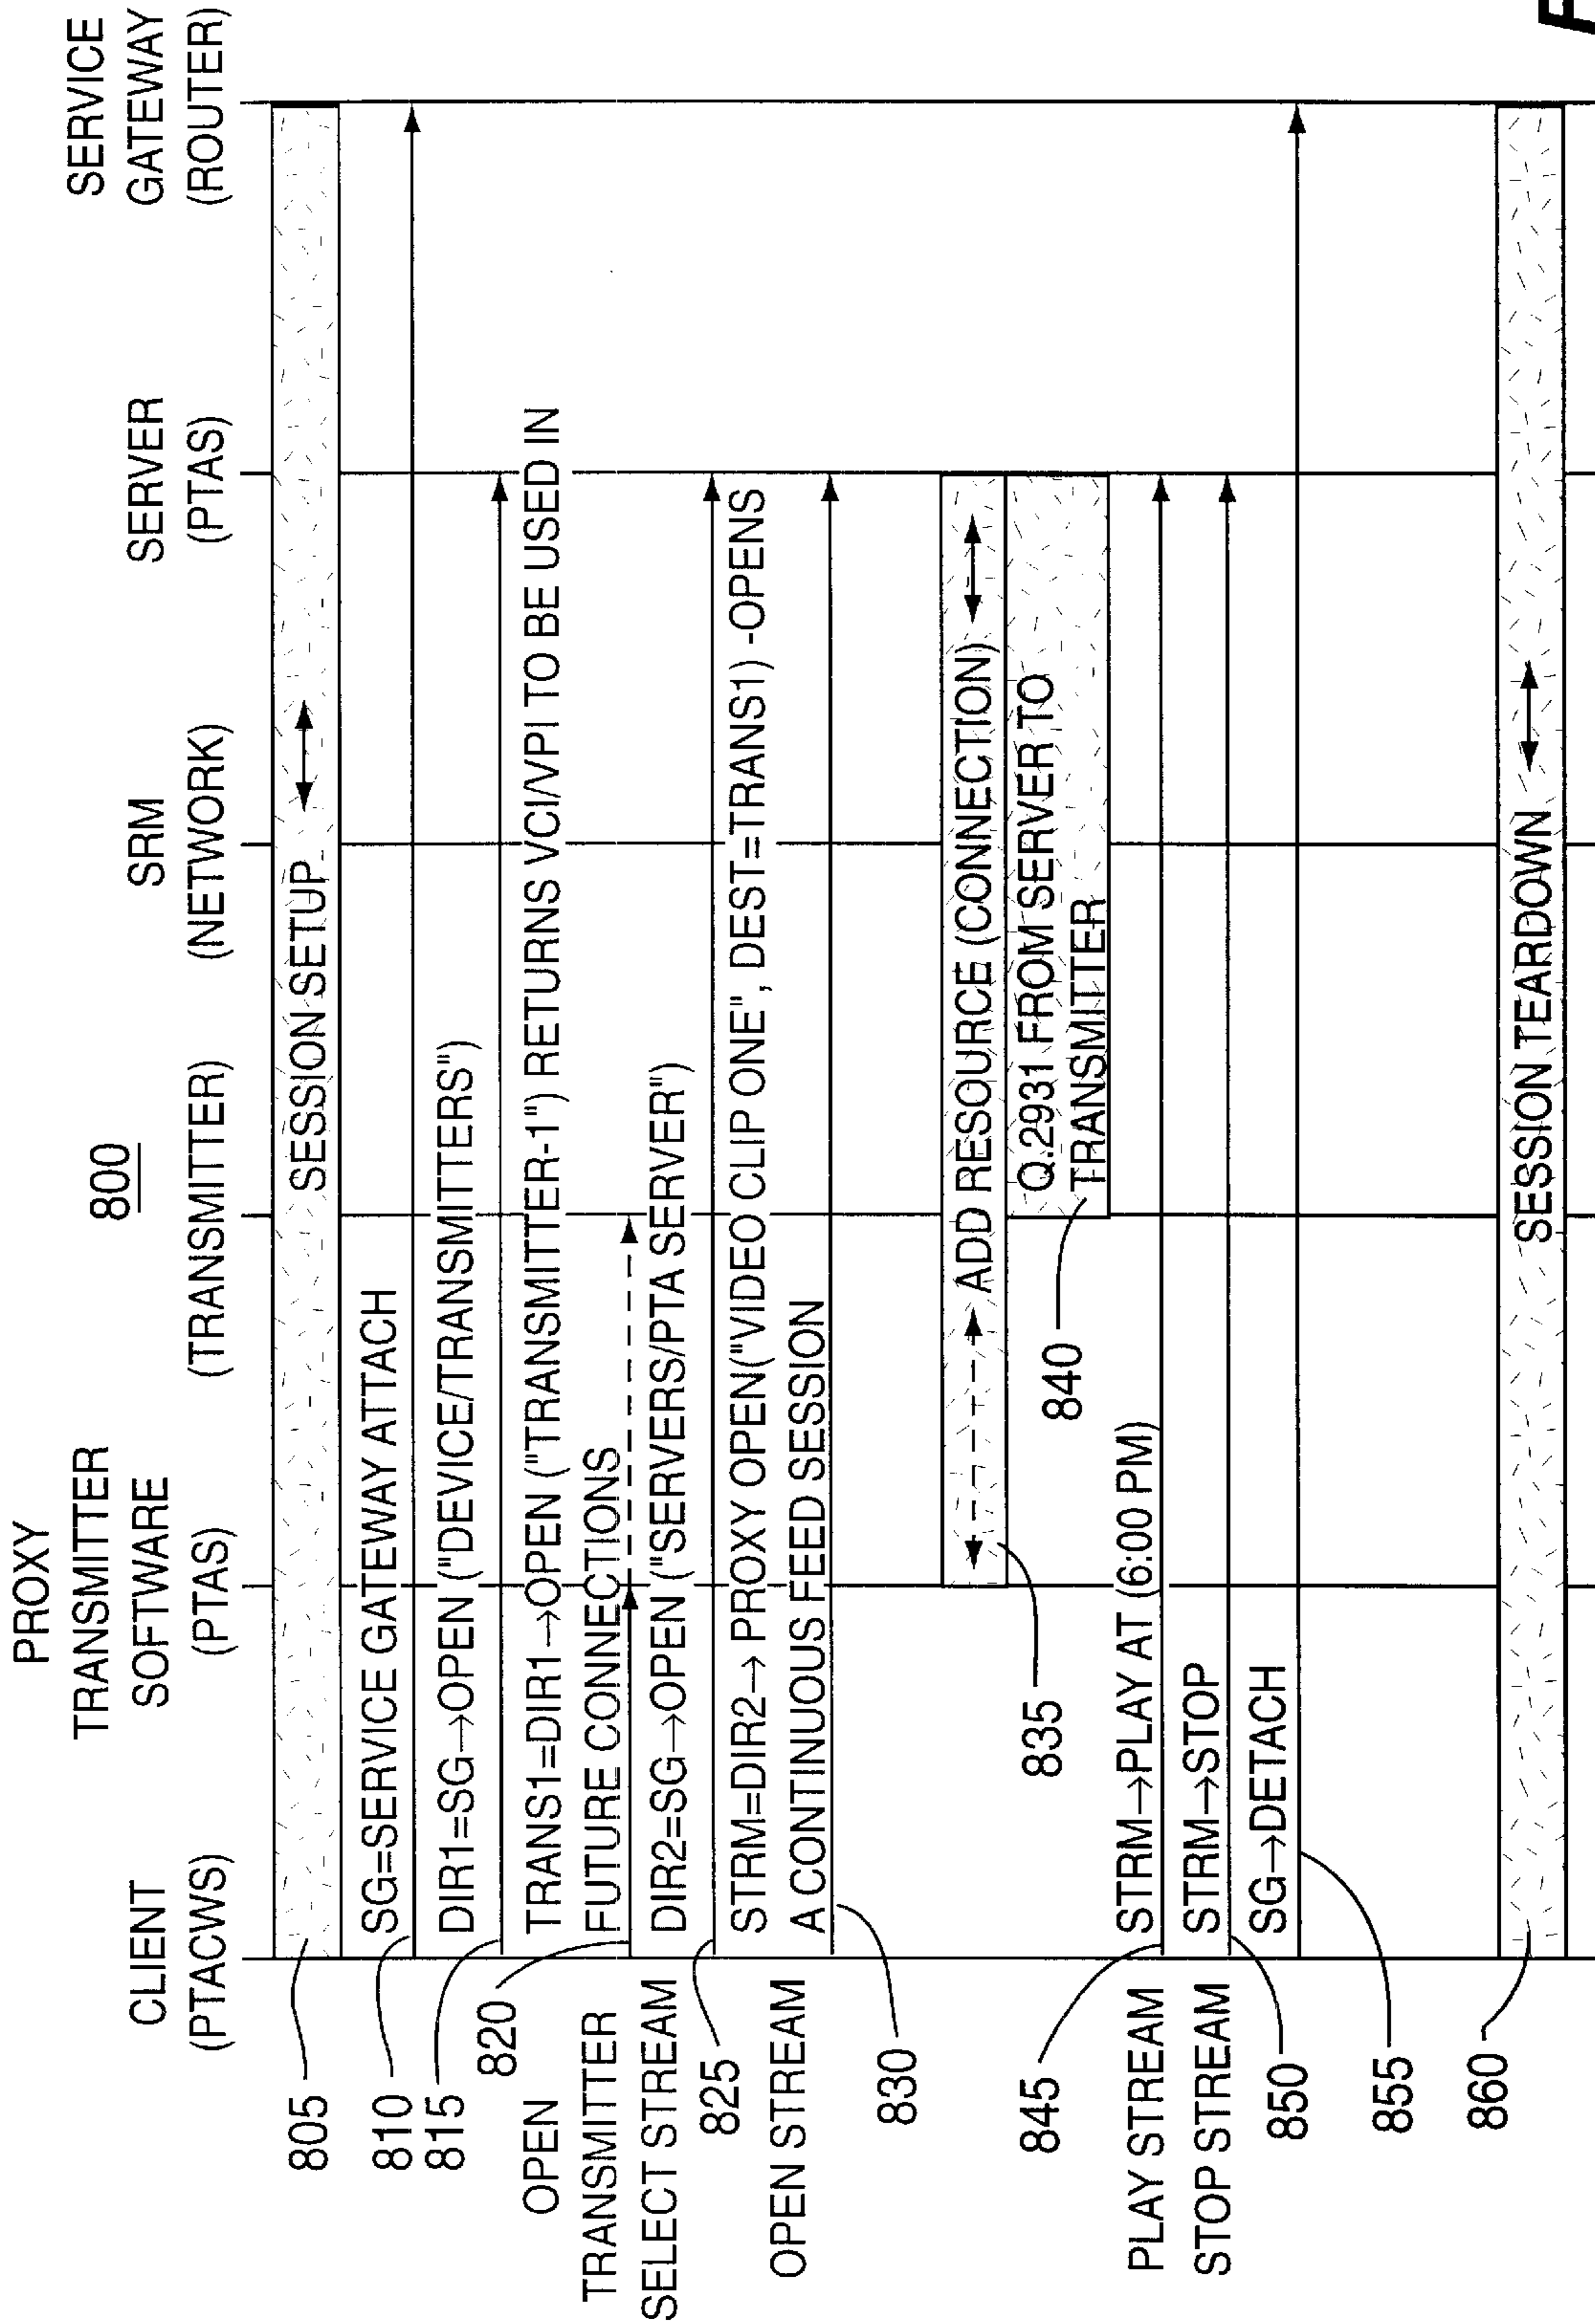 800
CLIENT
(PTACWS)
PROXY
TRANSMITTER
SOFTWARE
(PTAS)
(TRANSMITTER)
SRM
(NETWORK)
SERVER
(PTAS)
SERVICE
GATEWAY
(ROUTER)
805
SESSION SETUP
810
SG=SERVICE GATEWAY ATTACH
815
DIR1=SG→OPEN ("DEVICE/TRANSMITTERS")
820
OPEN
TRANSMITTER
TRANS1=DIR1→OPEN ("TRANSMITTER-1") RETURNS VCI/VPI TO BE USED IN
FUTURE CONNECTIONS
SELECT STREAM
825
DIR2=SG→OPEN ("SERVERS/PTA SERVER")
OPEN STREAM
830
STRM=DIR2→ PROXY OPEN("VIDEO CLIP ONE", DEST=TRANS1) -OPENS
A CONTINUOUS FEED SESSION
835
ADD RESOURCE (CONNECTION)
840
Q.2931 FROM SERVER TO
TRANSMITTER
845
PLAY STREAM
STRM→PLAY AT (6:00 PM)
STOP STREAM
850
STRM→STOP
855
SG→DETACH
860
SESSION TEARDOWN